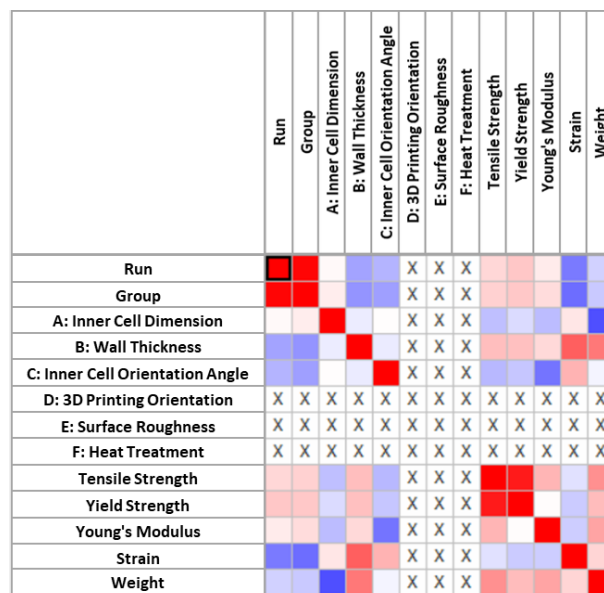 Run
Group
A: Inner Cell Dimension
B: Wall Thickness
C: Inner Cell Orientation Angle
D: 3D Printing Orientation
E: Surface Roughness
F: Heat Treatment
Tensile Strength
Yield Strength
Young's Modulus
Strain
Weight
Run X X X
Group X X X
A: Inner Cell Dimension X X X
B: Wall Thickness X X X
C: Inner Cell Orientation Angle X X X
D: 3D Printing Orientation X X X X X X X X X X X X X
E: Surface Roughness X X X X X X X X X X X X X
F: Heat Treatment X X X X X X X X X X X X X
Tensile Strength X X X
Yield Strength X X X
Young's Modulus X X X
Strain X X X
Weight X X X